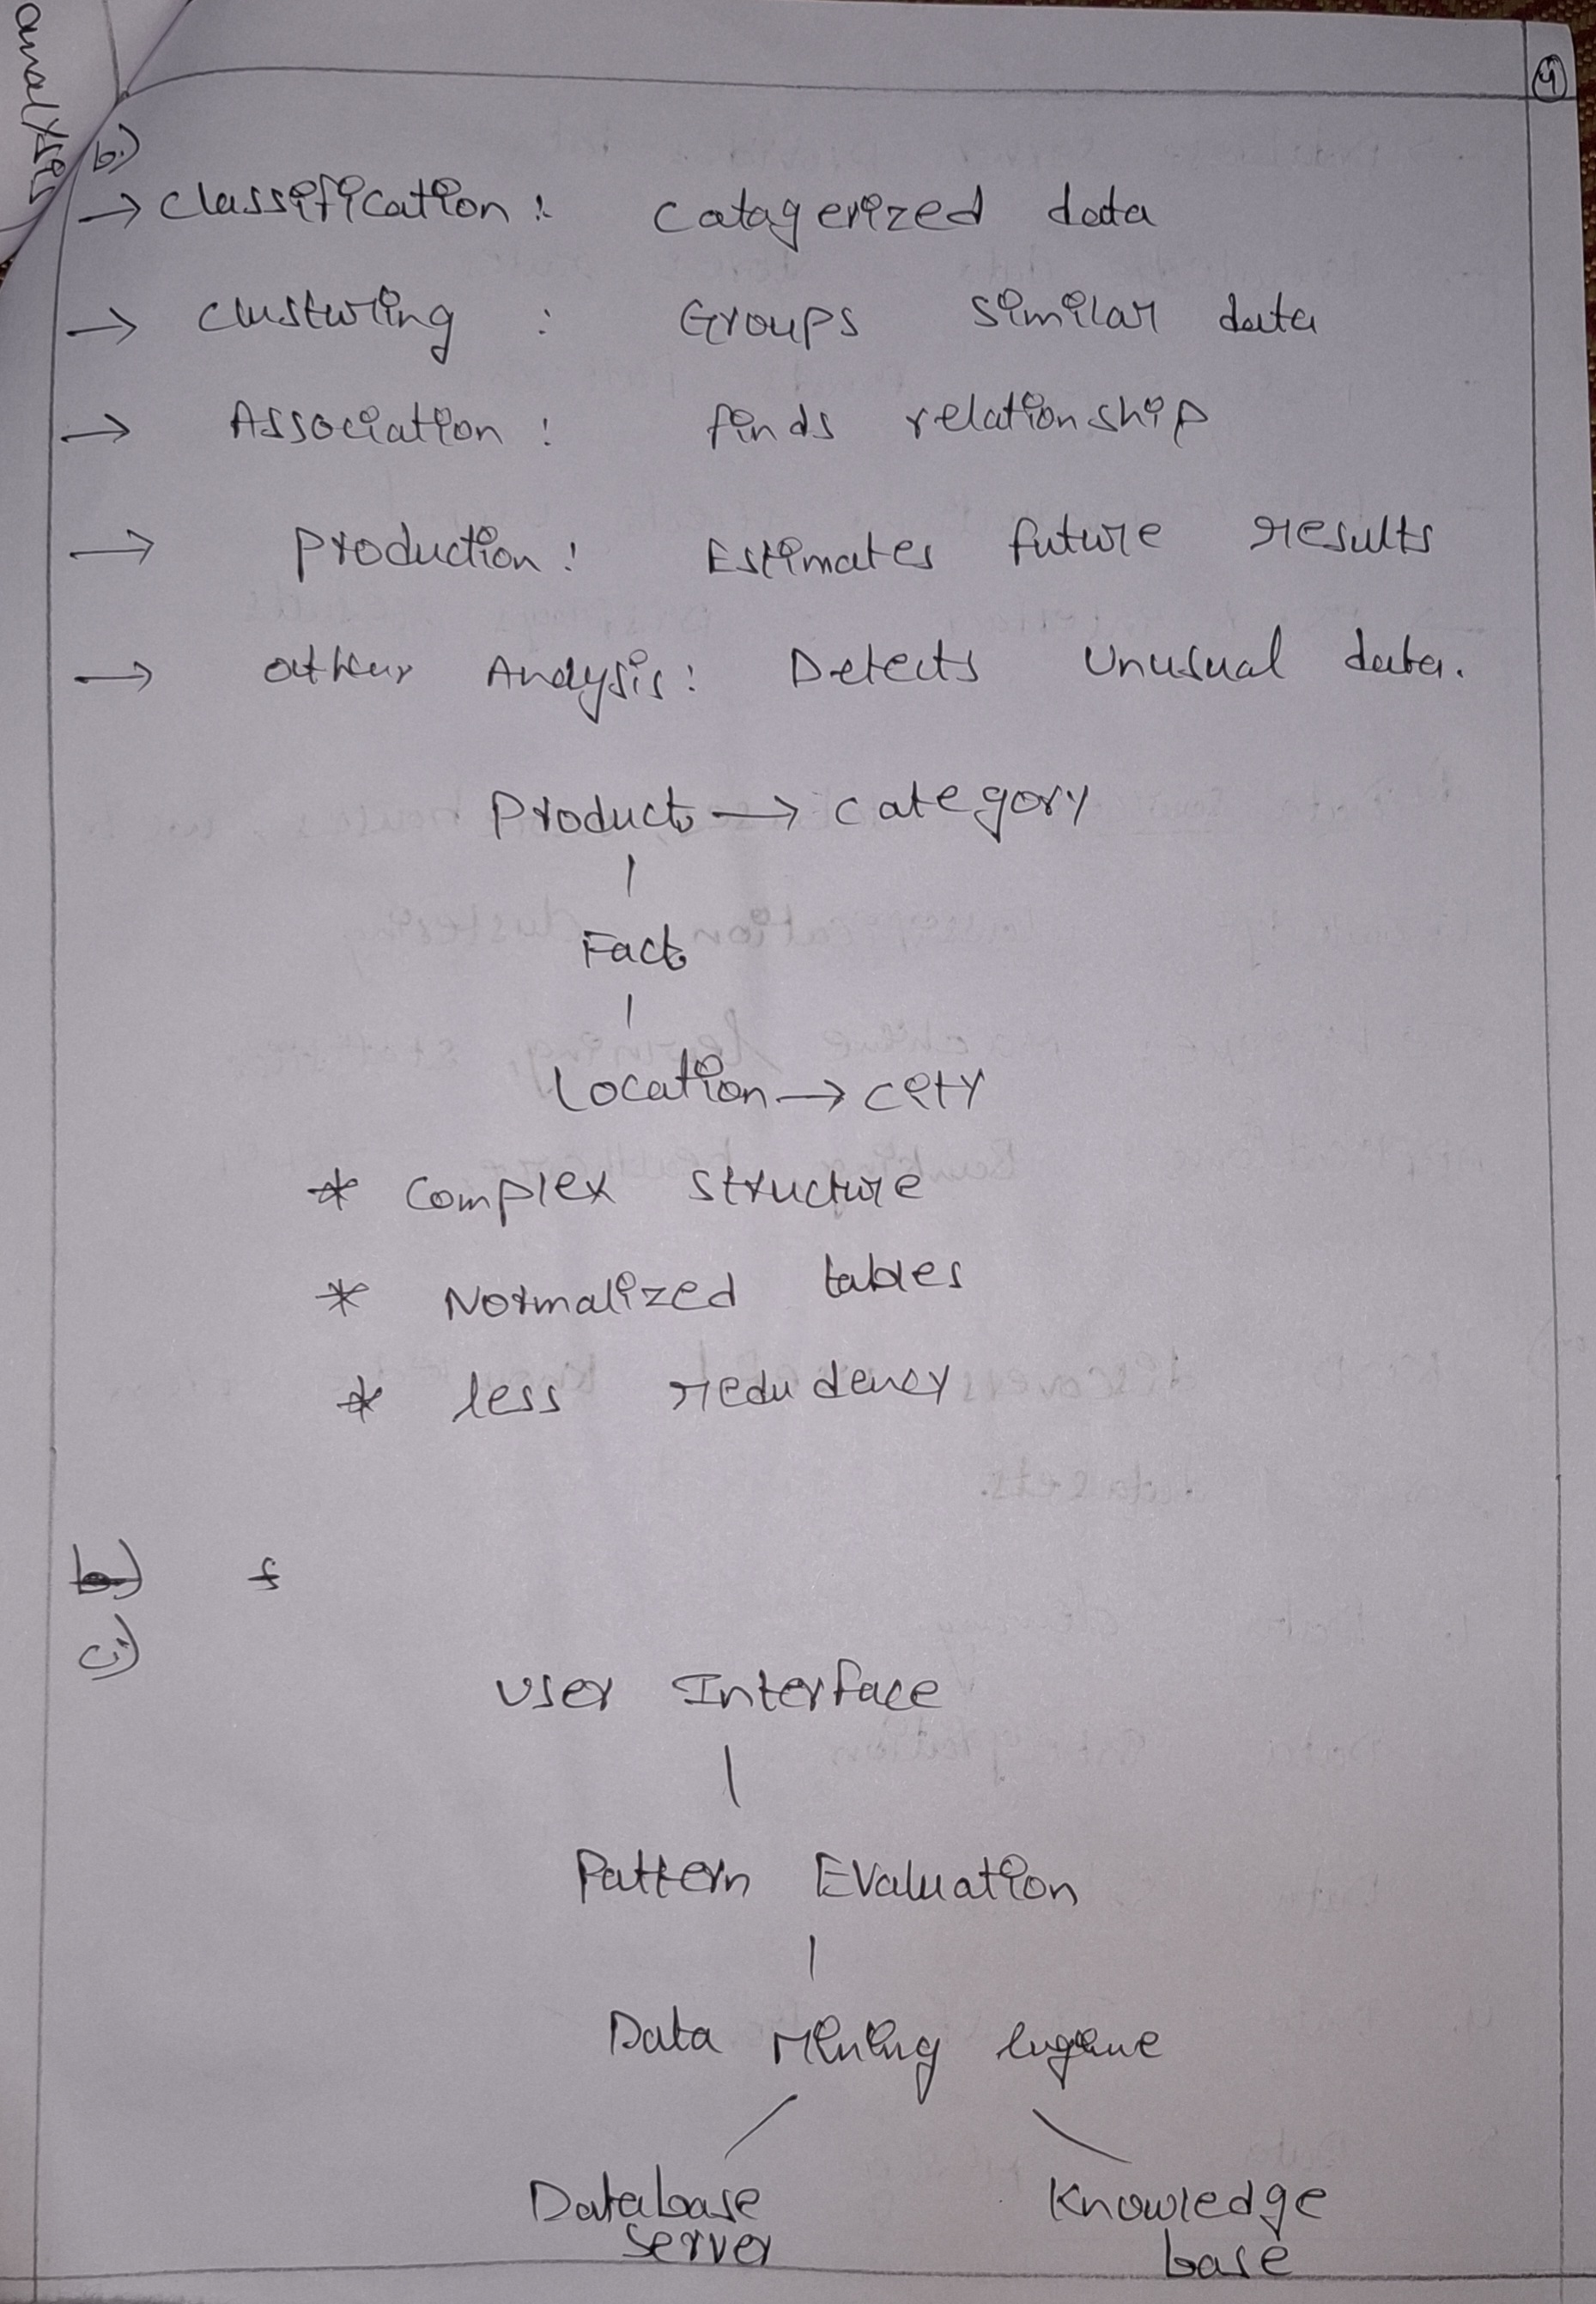 4
analysis
b.)
→ Classification : Catagerized data
→ Clustering : Groups similar data
→ Association : finds relationship
→ Production : Estimates future results
→ Analysis : Detects Unusual data.
Product → category
|
Fact
|
Location → city
* Complex structure
* Normalized tables
* less redudency
b.) f
c.)
User Interface
|
Pattern Evaluation
|
Data Mining engine
Database Knowledge
server base